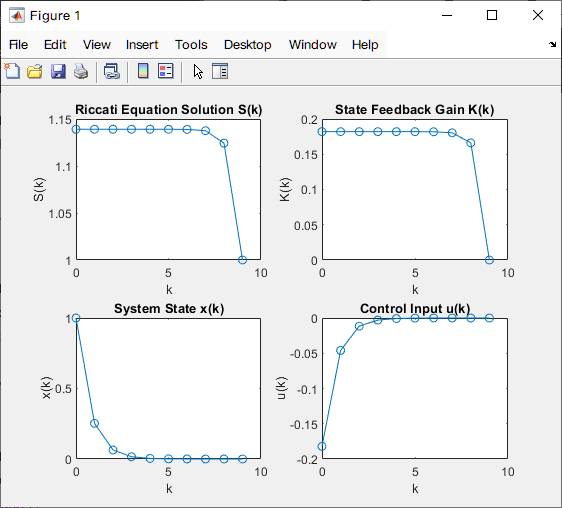 Figure 1
File Edit View Insert Tools Desktop Window Help
Riccati Equation Solution S(k)
1.15
1.1
1.05
1
S(k)
0 5 10
k
State Feedback Gain K(k)
0.2
0.15
0.1
0.05
0
K(k)
0 5 10
k
System State x(k)
1
0.5
0
x(k)
0 5 10
k
Control Input u(k)
0
-0.05
-0.1
-0.15
-0.2
u(k)
0 5 10
k